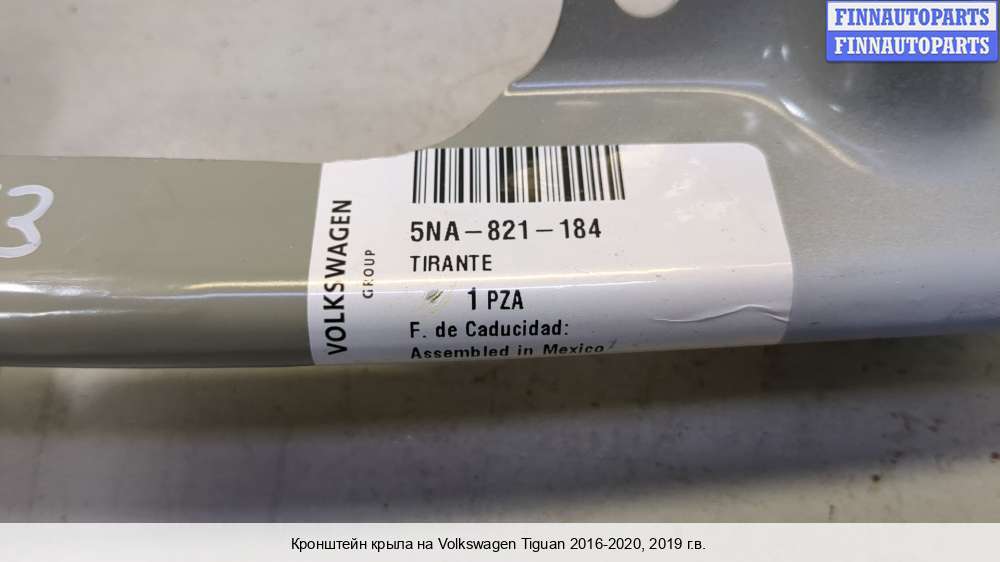 FINNAUTOPARTS
FINNAUTOPARTS
3
VOLKSWAGEN
GROUP
5NA-821-184
TIRANTE
1 PZA
F. de Caducidad:
Assembled in Mexico
Кронштейн крыла на Volkswagen Tiguan 2016-2020, 2019 г.в.